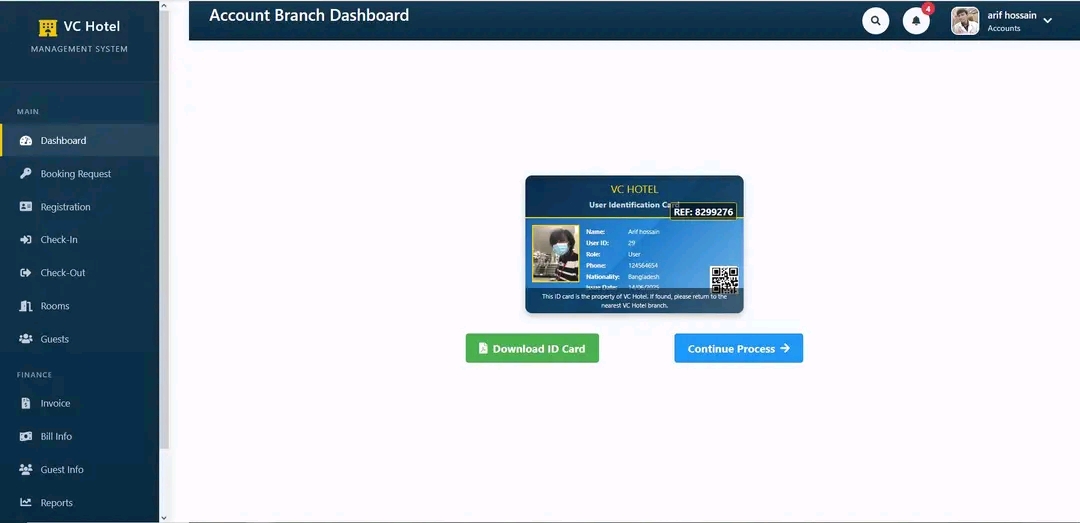 VC Hotel
MANAGEMENT SYSTEM
MAIN
Dashboard
Booking Request
Registration
Check-In
Check-Out
Rooms
Guests
FINANCE
Invoice
Bill Info
Guest Info
Reports
Account Branch Dashboard
4
arif hossain
Accounts
VC HOTEL
User Identification Card
REF: 8299276
Name: Arif hossain
User ID: 29
Role: User
Phone: 124564654
Nationality: Bangladesh
Issue Date: 14/06/2025
This ID card is the property of VC Hotel. If found, please return to the
nearest VC Hotel branch.
Download ID Card
Continue Process